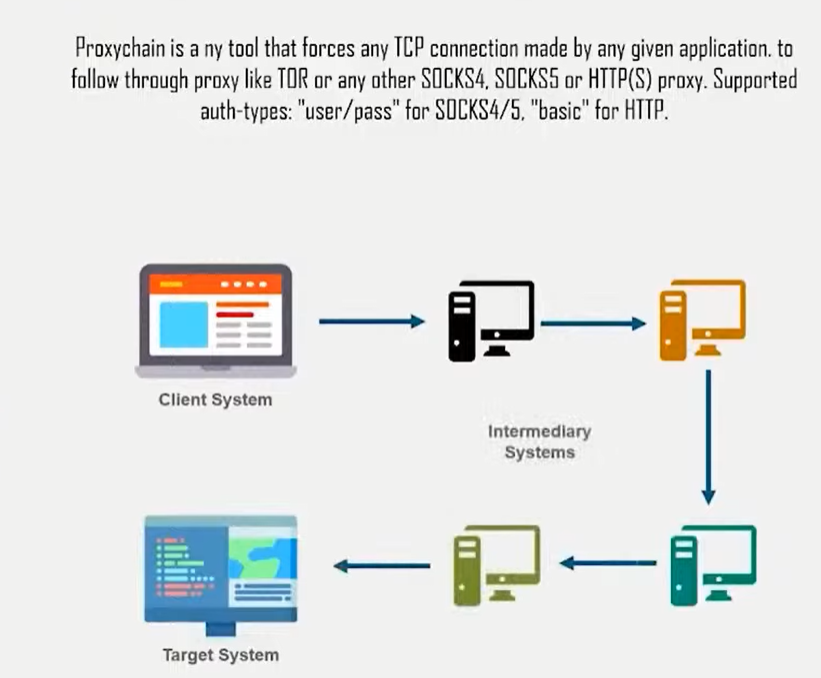 Proxychain is a ny tool that forces any TCP connection made by any given application. to
follow through proxy like TOR or any other SOCKS4, SOCKS5 or HTTP(S) proxy. Supported
auth-types: "user/pass" for SOCKS4/5, "basic" for HTTP.
Client System
Intermediary
Systems
Target System